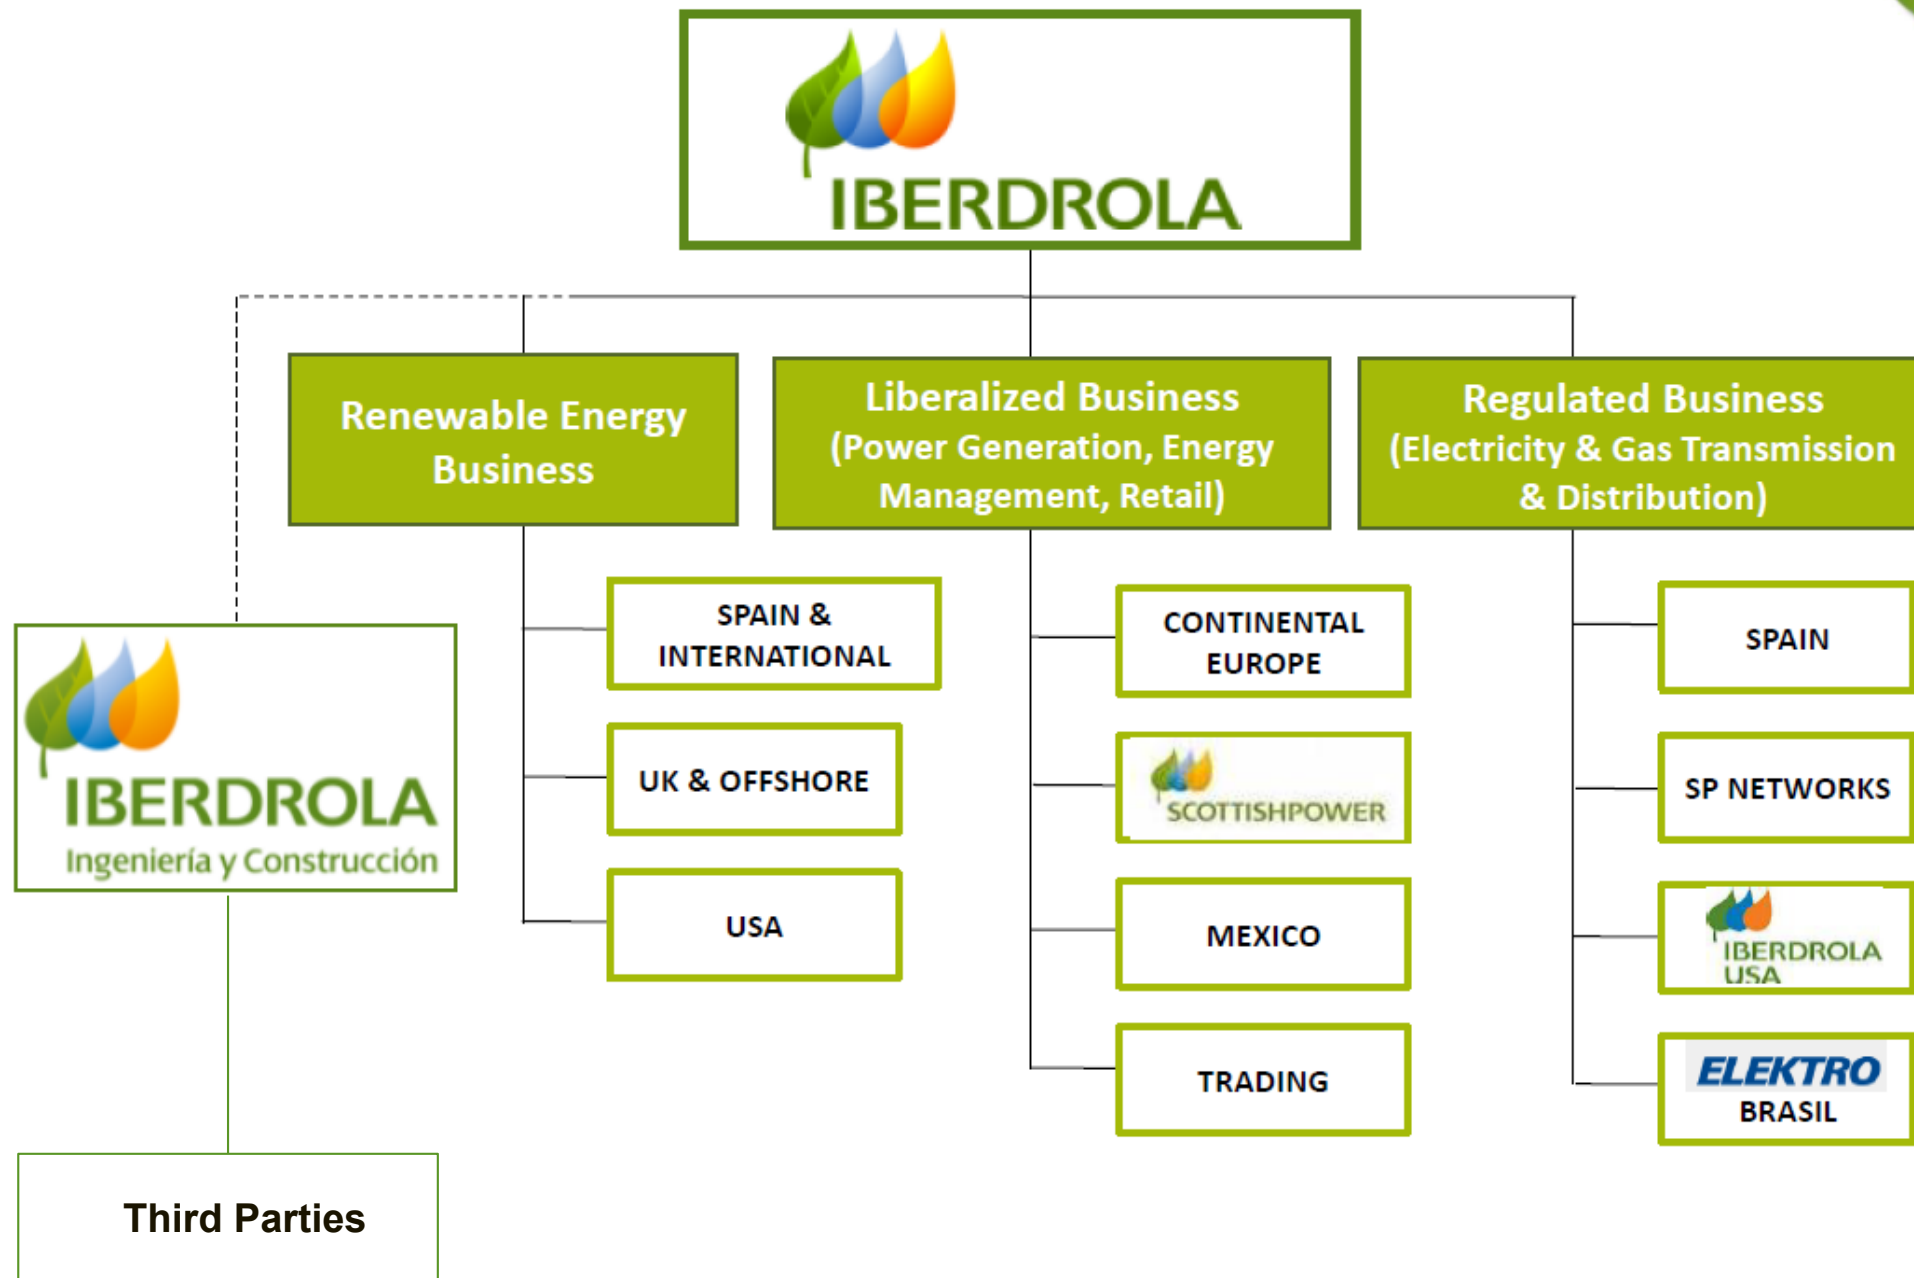 IBERDROLA
Renewable Energy
Business
Liberalized Business
(Power Generation, Energy
Management, Retail)
Regulated Business
(Electricity & Gas Transmission
& Distribution)
IBERDROLA
Ingeniería y Construcción
Third Parties
SPAIN &
INTERNATIONAL
UK & OFFSHORE
USA
CONTINENTAL
EUROPE
SCOTTISHPOWER
MEXICO
TRADING
SPAIN
SP NETWORKS
IBERDROLA
USA
ELEKTRO
BRASIL